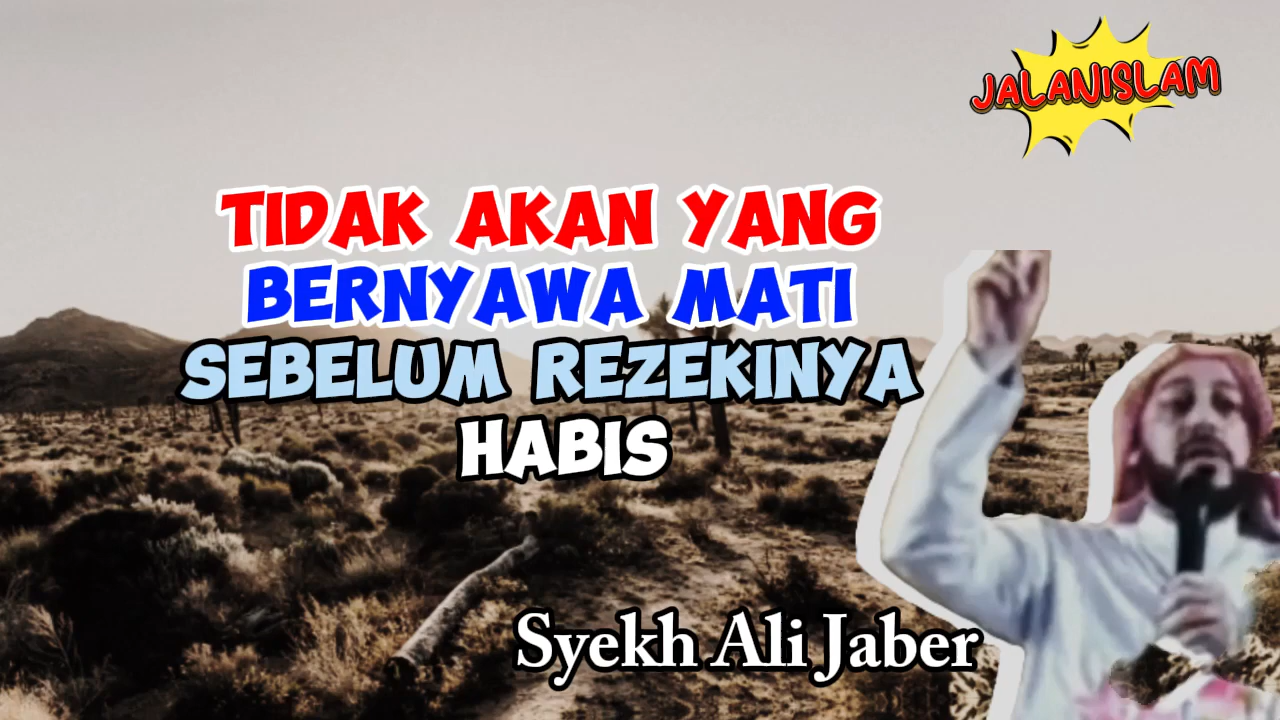 JALANISLAM
TIDAK AKAN YANG
BERNYAWA MATI
SEBELUM REZEKINYA
HABIS
Syekh Ali Jaber